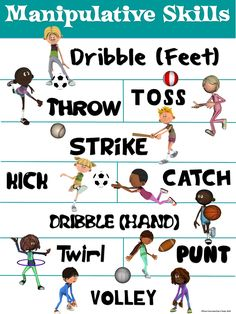 Manipulative Skills
Dribble (Feet)
THROW
TOSS
STRIKE
KICK
CATCH
DRIBBLE (HAND)
Twirl
PUNT
VOLLEY